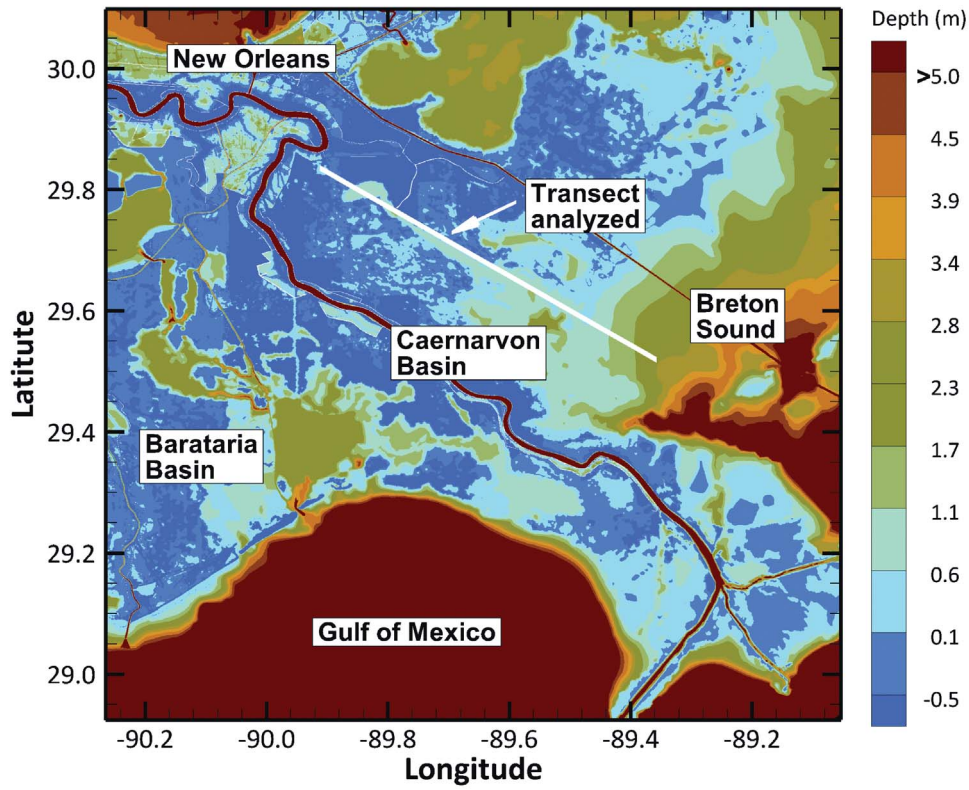 Depth (m)
New Orleans
30.0
>5.0
4.5
29.8
Transect
analyzed
3.9
3.4
29.6
Breton
Sound
2.8
Caernarvon
Basin
Latitute
2.3
29.4
Barataria
Basin
1.7
1.1
29.2
0.6
Gulf of Mexico
0.1
29.0
-0.5
-90.2
-90.0
-89.8
-89.6
-89.4
-89.2
Longitude